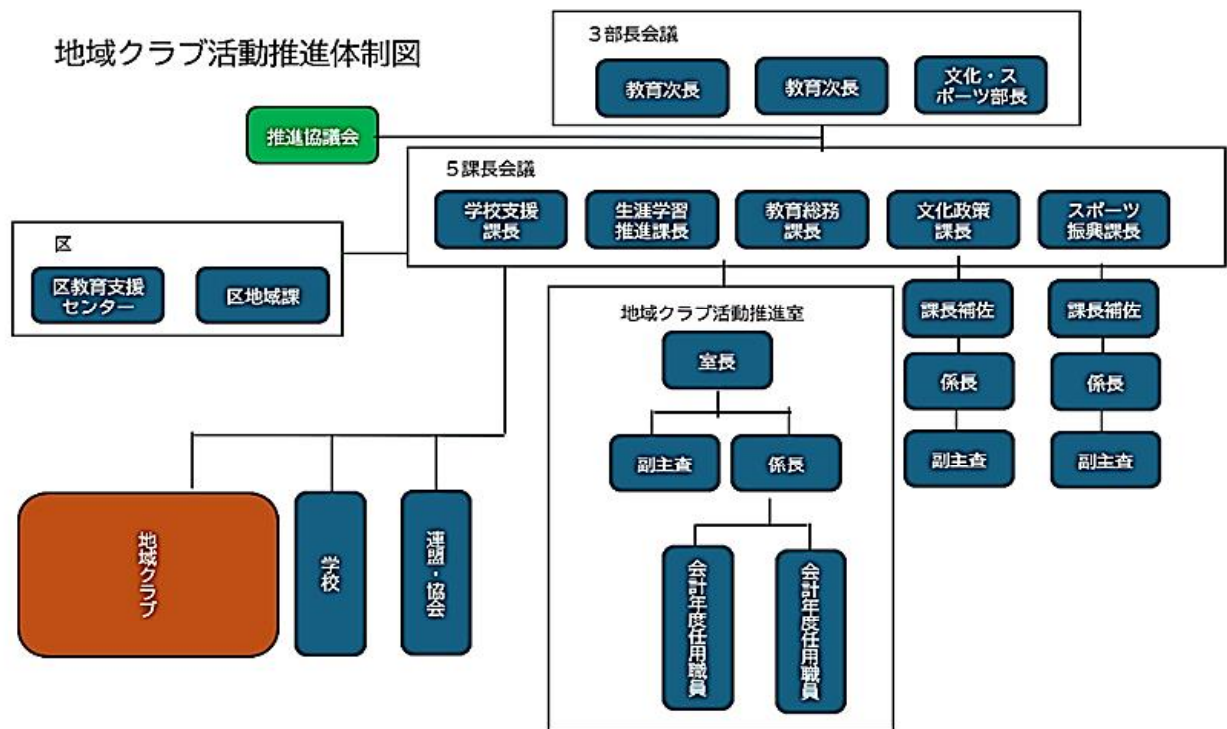 地域クラブ活動推進体制図
３部長会議
教育次長
教育次長
文化・ス
ポーツ部長
推進協議会
５課長会議
学校支援
課長
生涯学習
推進課長
教育総務
課長
文化政策
課長
スポーツ
振興課長
区
区教育支援
センター
区地域課
地域クラブ活動推進室
室長
副主査
係長
会計年度任用職員
会計年度任用職員
課長補佐
係長
副主査
課長補佐
係長
副主査
地域クラブ
学校
連盟・協会